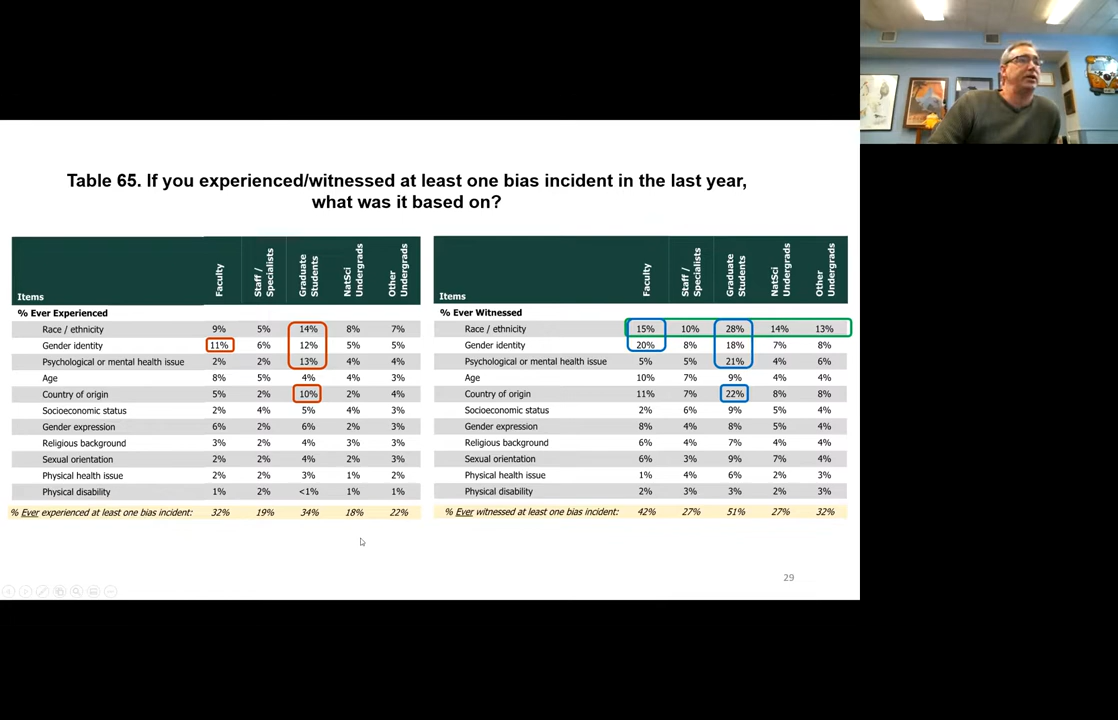 Table 65. If you experienced/witnessed at least one bias incident in the last year,
what was it based on?
Items Faculty Staff / Specialists Graduate Students NatSci Undergrads Other Undergrads
% Ever Experienced
Race / ethnicity 9% 5% 14% 8% 7%
Gender identity 11% 6% 12% 5% 5%
Psychological or mental health issue 2% 2% 13% 4% 4%
Age 8% 5% 4% 4% 3%
Country of origin 5% 2% 10% 2% 4%
Socioeconomic status 2% 4% 5% 4% 3%
Gender expression 6% 2% 6% 2% 3%
Religious background 3% 2% 4% 3% 3%
Sexual orientation 2% 2% 4% 2% 3%
Physical health issue 2% 2% 3% 1% 2%
Physical disability 1% 2% <1% 1% 1%
% Ever experienced at least one bias incident: 32% 19% 34% 18% 22%
Items Faculty Staff / Specialists Graduate Students NatSci Undergrads Other Undergrads
% Ever Witnessed
Race / ethnicity 15% 10% 28% 14% 13%
Gender identity 20% 8% 18% 7% 8%
Psychological or mental health issue 5% 5% 21% 4% 6%
Age 10% 7% 9% 4% 4%
Country of origin 11% 7% 22% 8% 8%
Socioeconomic status 2% 6% 9% 5% 4%
Gender expression 8% 4% 8% 5% 4%
Religious background 6% 4% 7% 4% 4%
Sexual orientation 6% 3% 9% 7% 4%
Physical health issue 1% 4% 6% 2% 3%
Physical disability 2% 3% 3% 2% 3%
% Ever witnessed at least one bias incident: 42% 27% 51% 27% 32%
29